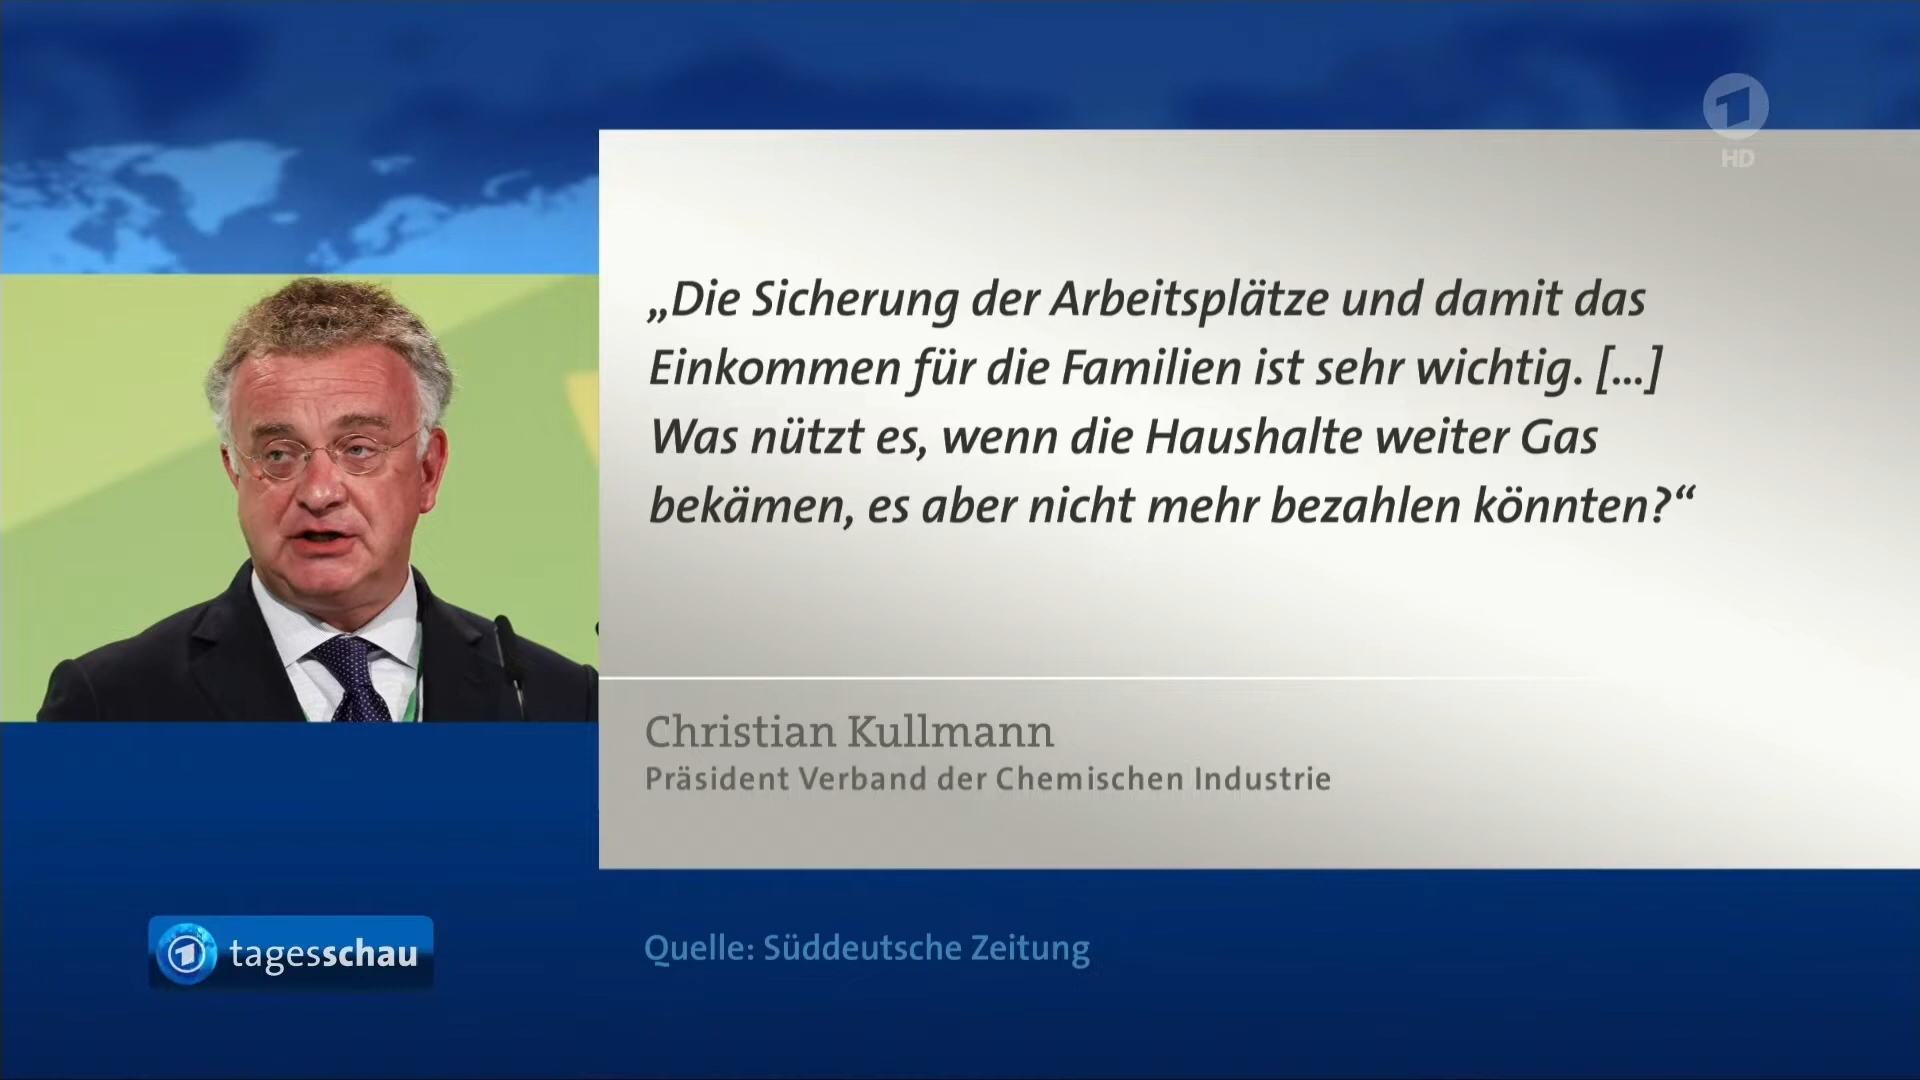 HD
„Die Sicherung der Arbeitsplätze und damit das
Einkommen für die Familien ist sehr wichtig. [...]
Was nützt es, wenn die Haushalte weiter Gas
bekämen, es aber nicht mehr bezahlen könnten?“
Christian Kullmann
Präsident Verband der Chemischen Industrie
tagesschau
Quelle: Süddeutsche Zeitung